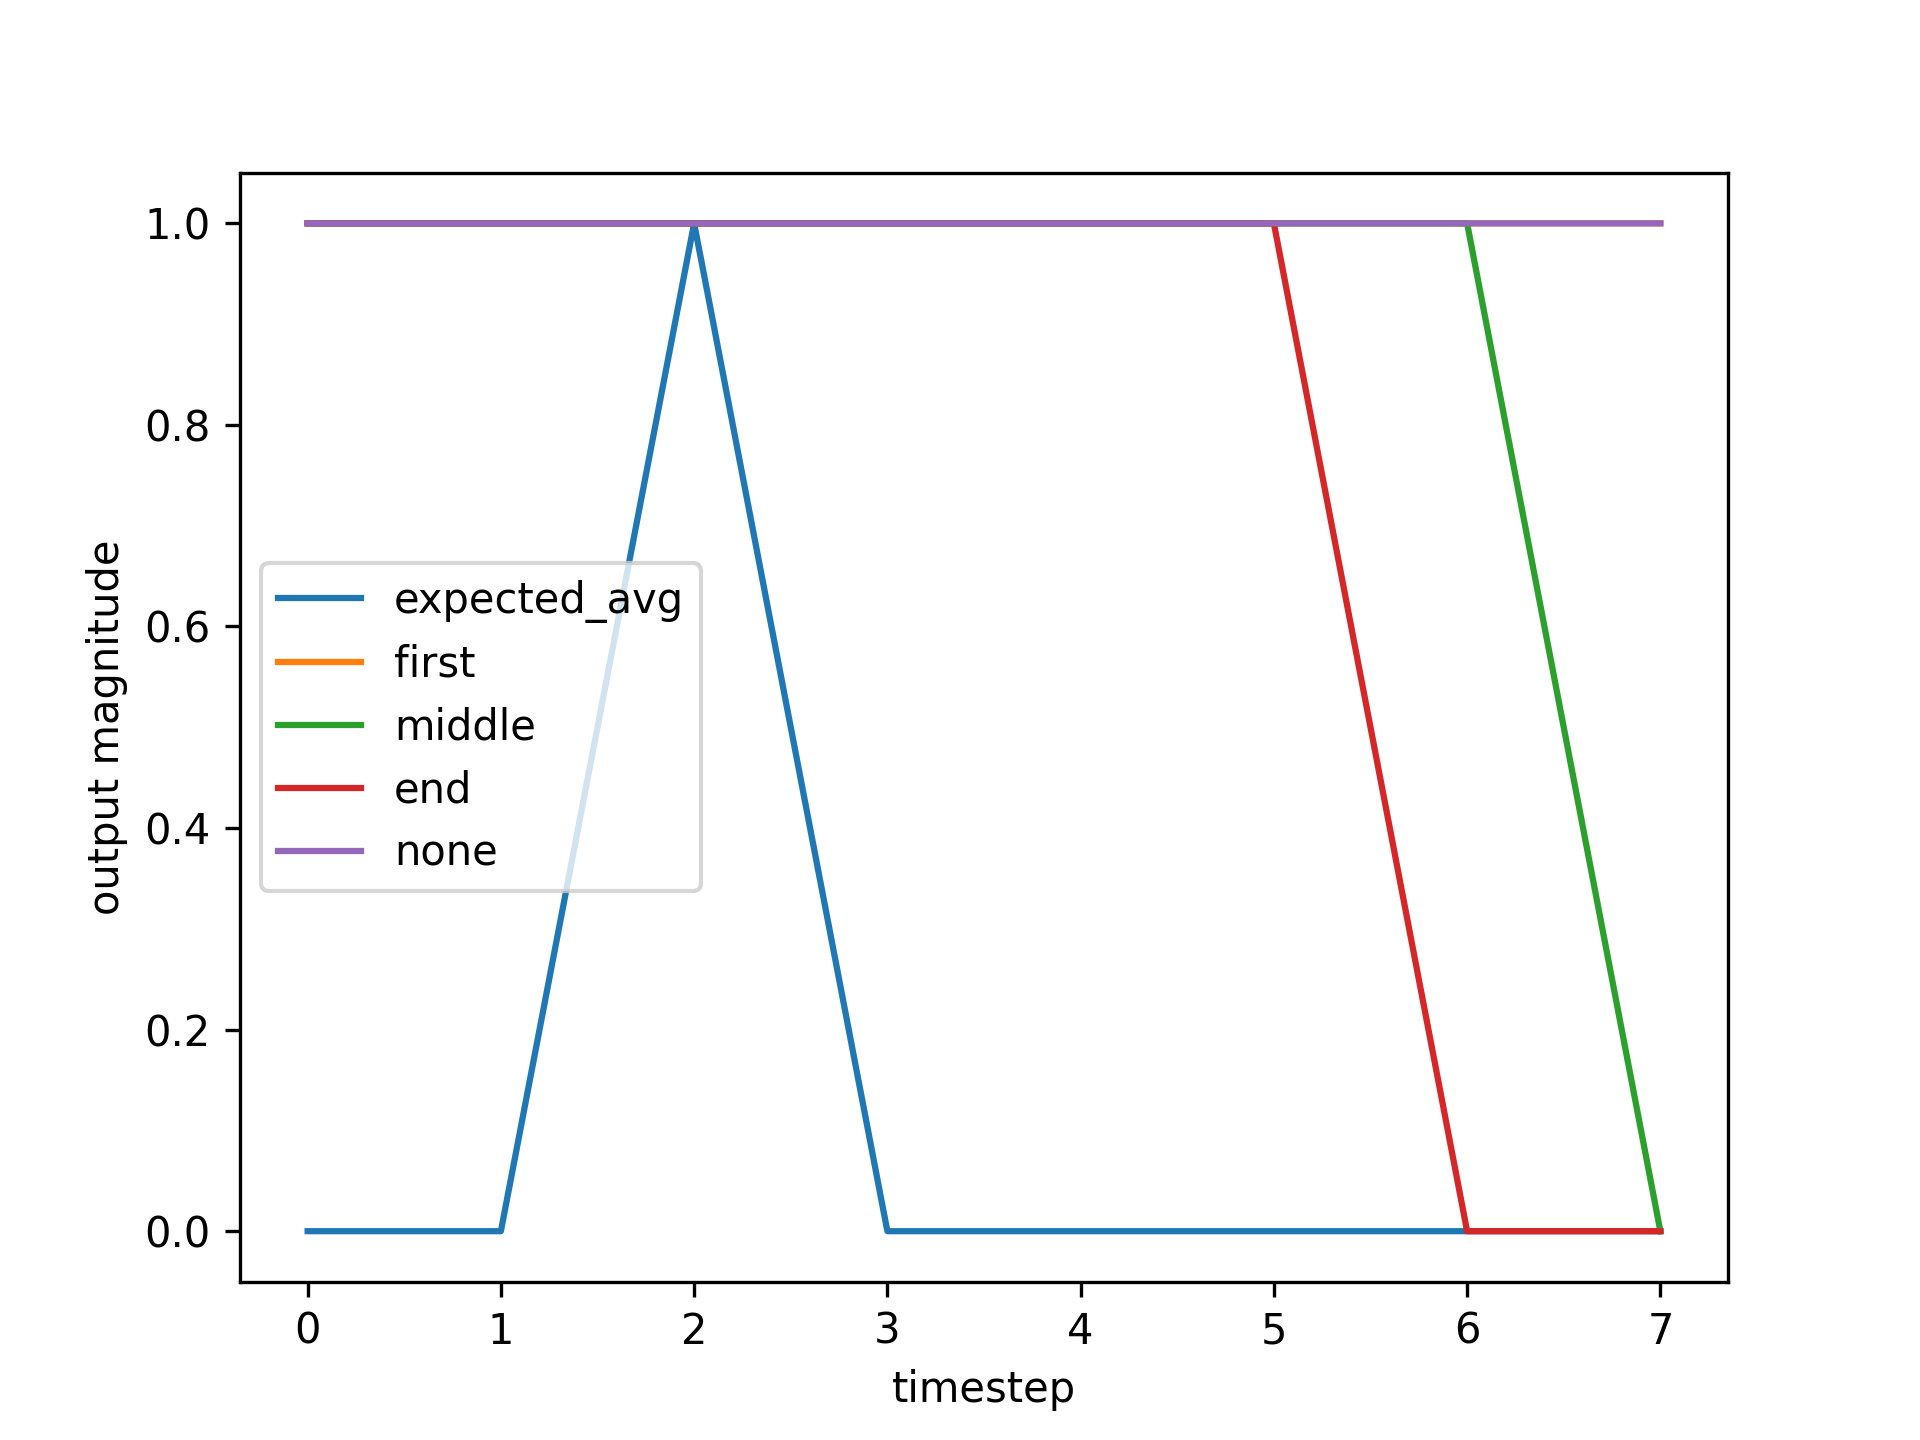 1.0
0.8
0.6
0.4
0.2
0.0
output magnitude
expected_avg
first
middle
end
none
0 1 2 3 4 5 6 7
timestep